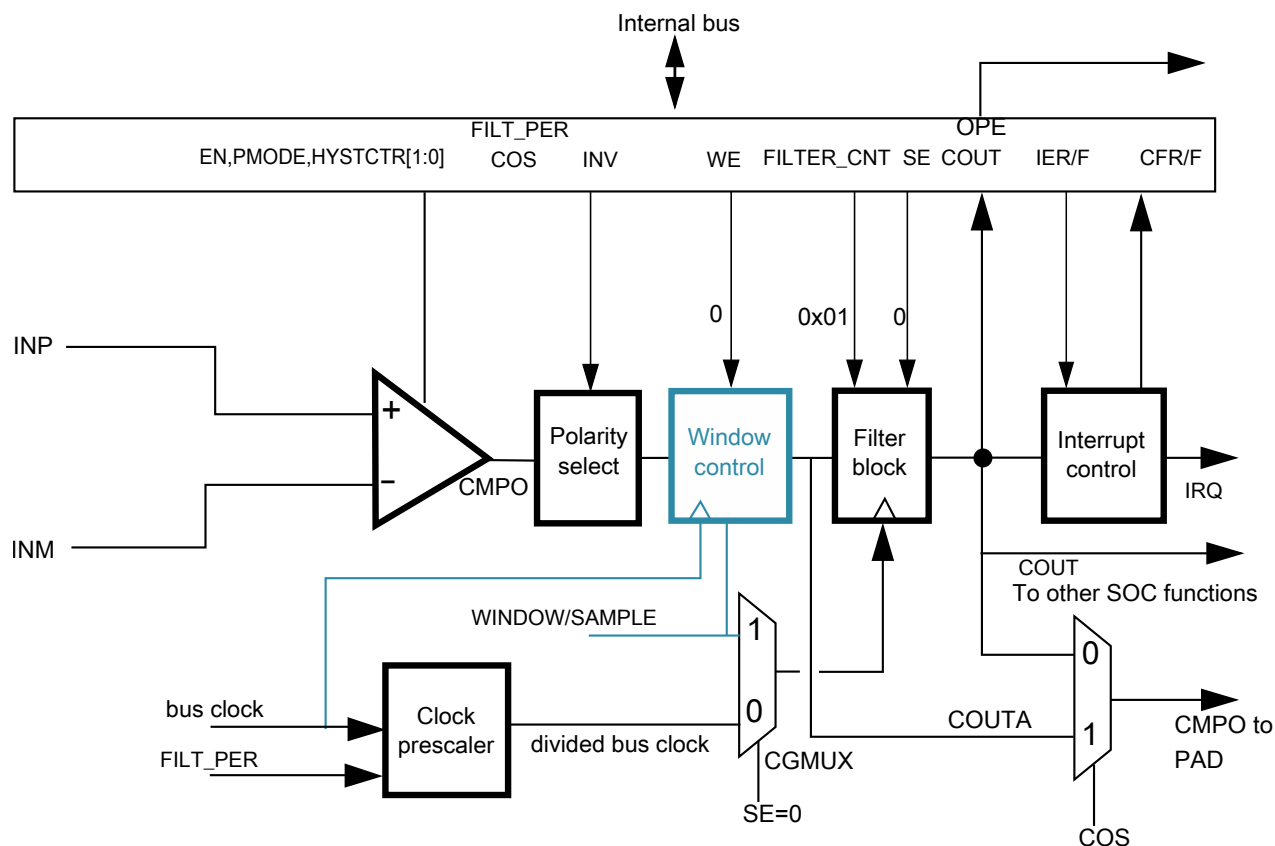 Internal bus
OPE
FILT_PER
EN,PMODE,HYSTCTR[1:0]
COS
INV
WE
FILTER_CNT
SE
COUT
IER/F
CFR/F
0
0x01
0
INP
+
Polarity
select
Window
control
Filter
block
Interrupt
control
−
CMPO
IRQ
INM
COUT
To other SOC functions
WINDOW/SAMPLE
1
0
bus clock
Clock
prescaler
0
divided bus clock
COUTA
1
CMPO to
PAD
FILT_PER
CGMUX
SE=0
COS